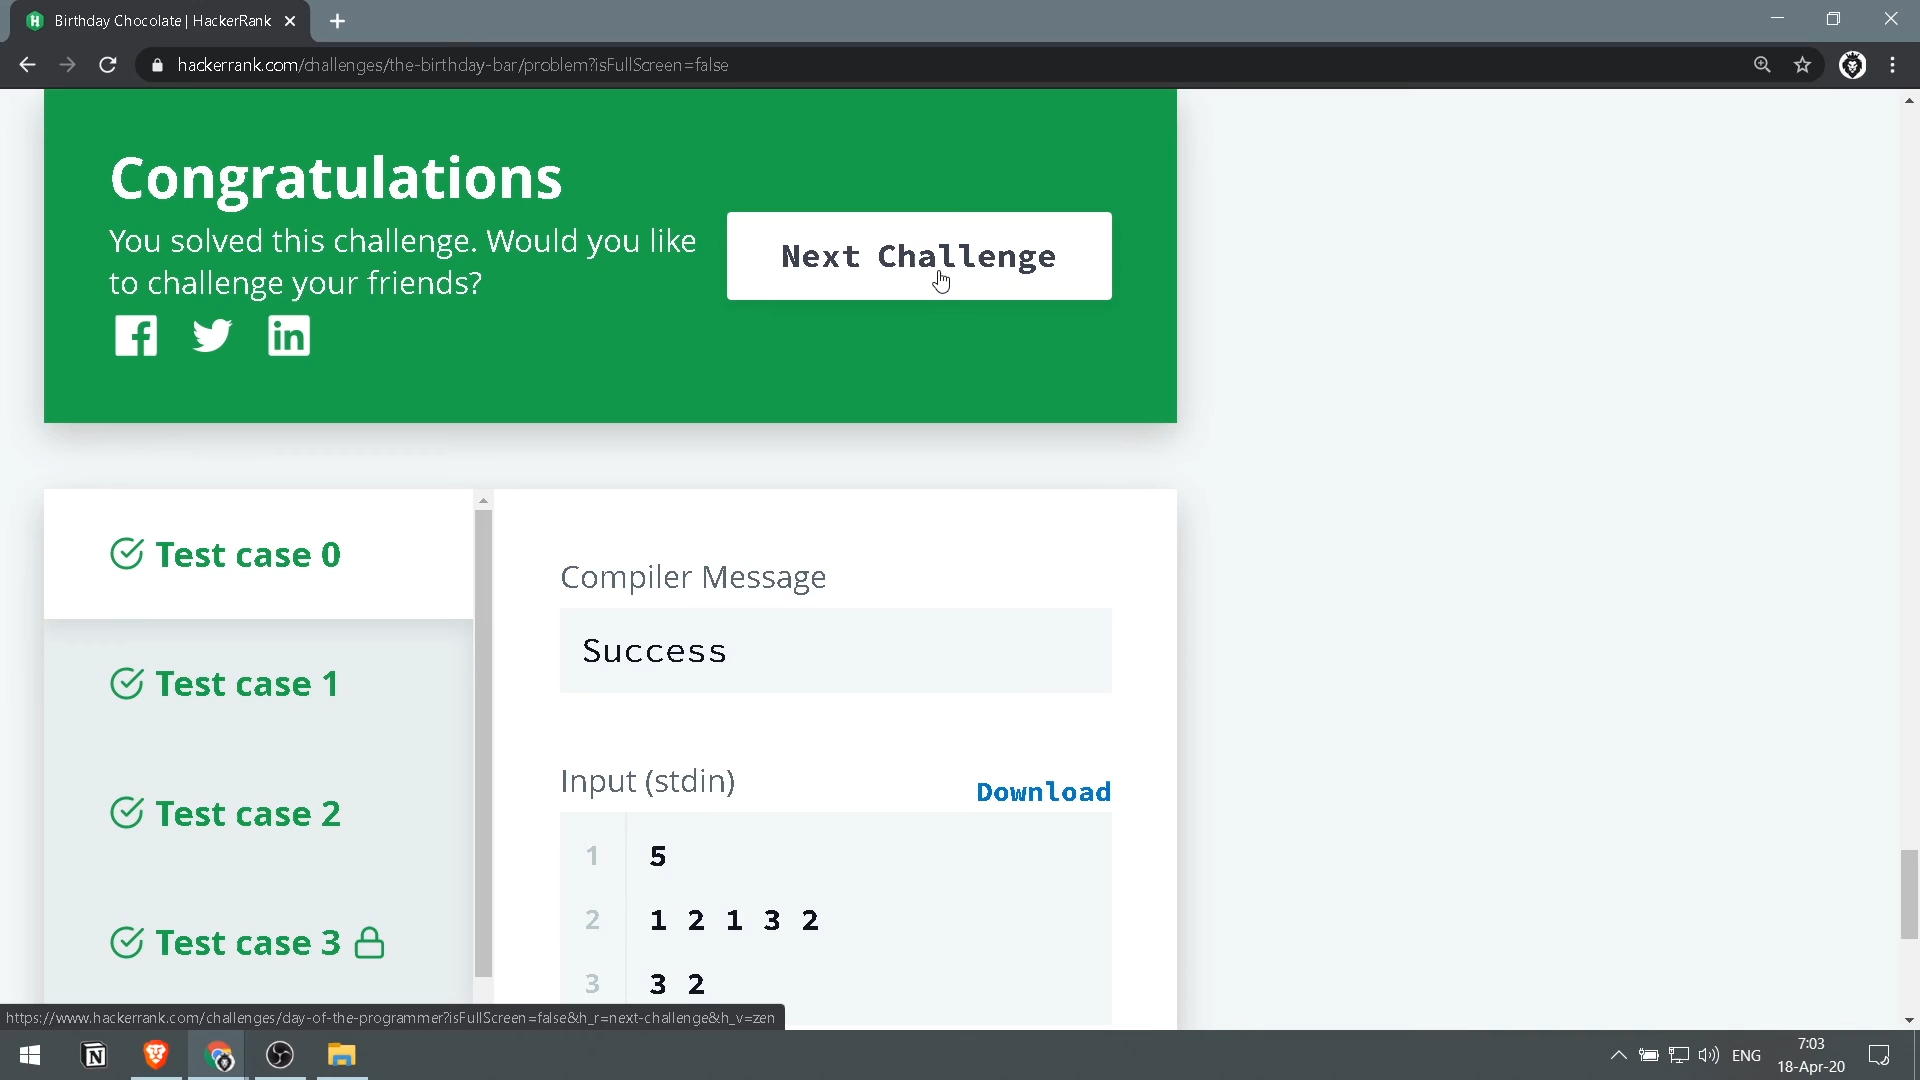 Birthday Chocolate | HackerRank
hackerrank.com/challenges/the-birthday-bar/problem?isFullScreen=false
Congratulations
You solved this challenge. Would you like
to challenge your friends?
Next Challenge
Test case 0
Test case 1
Test case 2
Test case 3
Compiler Message
Success
Input (stdin)
Download
1 5
2 1 2 1 3 2
3 3 2
https://www.hackerrank.com/challenges/day-of-the-programmer?isFullScreen=false&h_r=next-challenge&h_v=zen
ENG
7:03
18-Apr-20